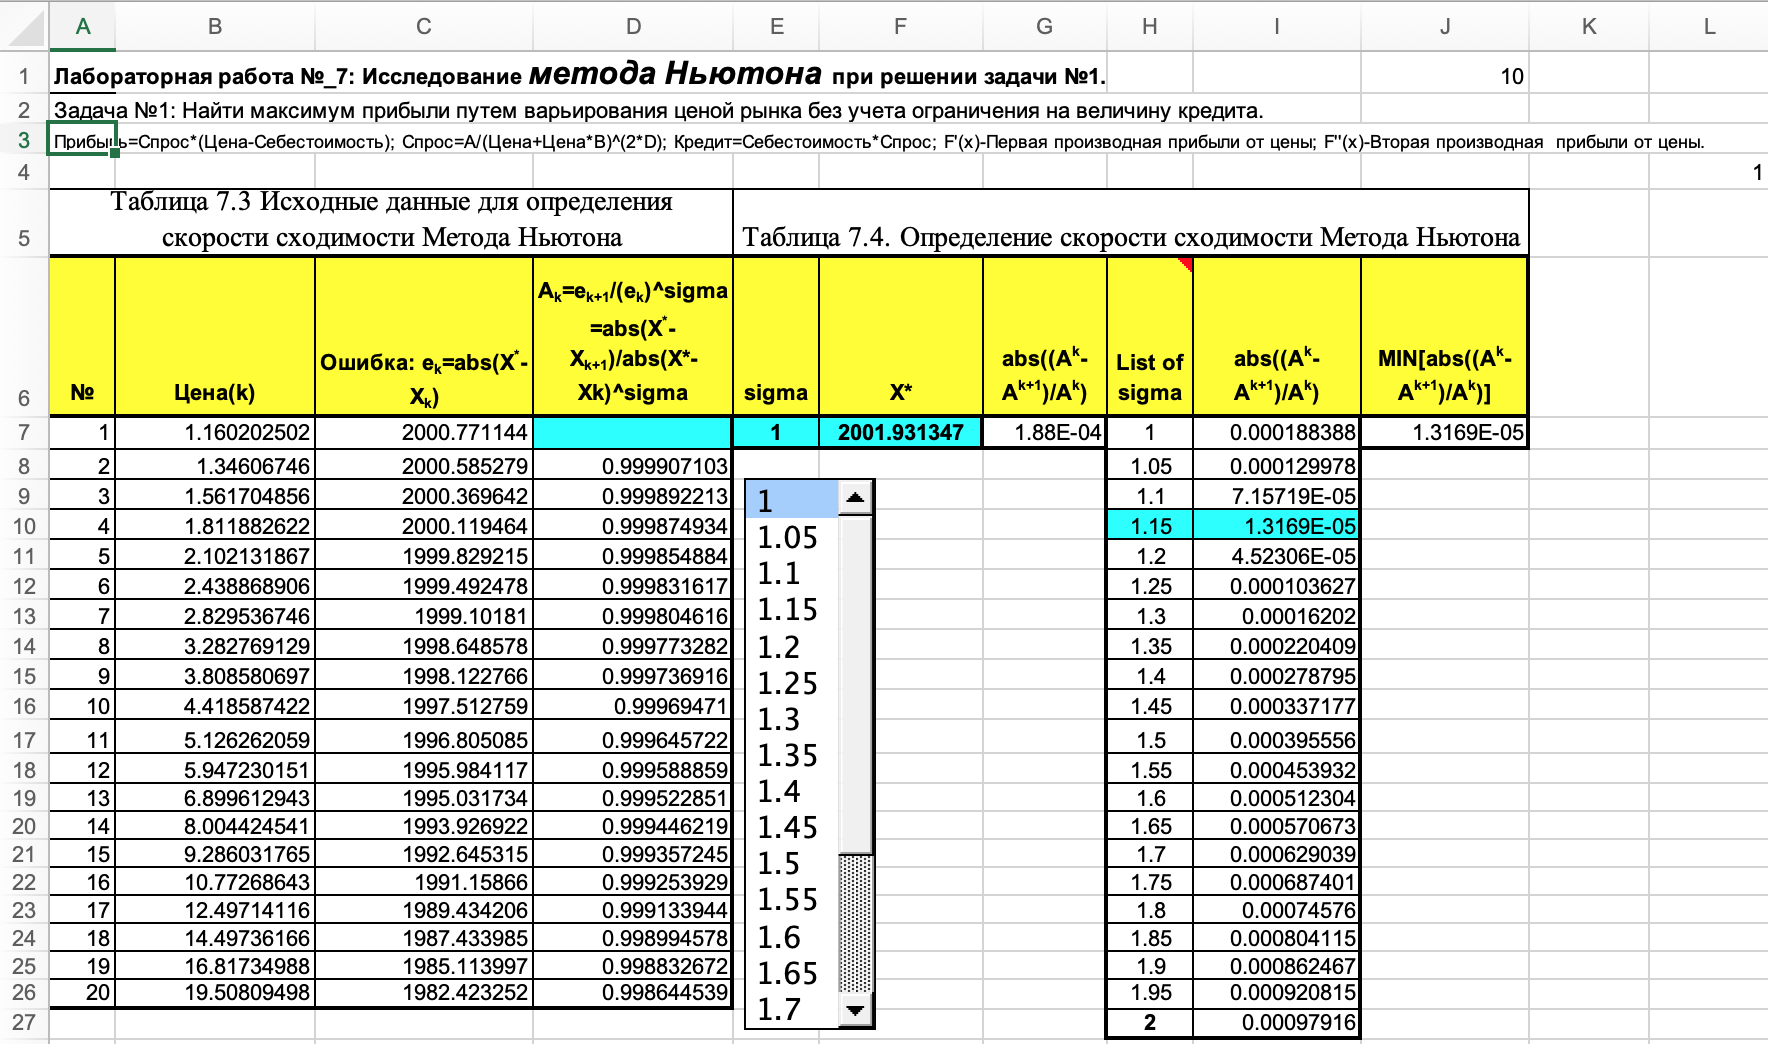 A B C D E F G H I J K L
1 Лабораторная работа №_7: Исследование метода Ньютона при решении задачи №1. 10
2 Задача №1: Найти максимум прибыли путем варьирования ценой рынка без учета ограничения на величину кредита.
3 Прибыль=Спрос*(Цена-Себестоимость); Спрос=A/(Цена+Цена*B)^(2*D); Кредит=Себестоимость*Спрос; F'(x)-Первая производная прибыли от цены; F"(x)-Вторая производная прибыли от цены.
4 1
Таблица 7.3 Исходные данные для определения
5 скорости сходимости Метода Ньютона Таблица 7.4. Определение скорости сходимости Метода Ньютона
Ak=ek+1/(ek)^sigma
=abs(X*-
Ошибка: ek=abs(X*- Xk+1)/abs(X*- abs((Ak- List of abs((Ak- MIN[abs((Ak-
6 № Цена(k) Xk) Xk)^sigma sigma X* Ak+1)/Ak) sigma Ak+1)/Ak) Ak+1)/Ak)]
7 1 1.160202502 2000.771144 1 2001.931347 1.88E-04 1 0.000188388 1.3169E-05
8 2 1.34606746 2000.585279 0.999907103 1.05 0.000129978
9 3 1.561704856 2000.369642 0.999892213 1 1.1 7.15719E-05
10 4 1.811882622 2000.119464 0.999874934 1.05 1.15 1.3169E-05
11 5 2.102131867 1999.829215 0.999854884 1.1 1.2 4.52306E-05
12 6 2.438868906 1999.492478 0.999831617 1.25 0.000103627
13 7 2.829536746 1999.10181 0.999804616 1.15 1.3 0.00016202
14 8 3.282769129 1998.648578 0.999773282 1.2 1.35 0.000220409
15 9 3.808580697 1998.122766 0.999736916 1.25 1.4 0.000278795
16 10 4.418587422 1997.512759 0.99969471 1.3 1.45 0.000337177
17 11 5.126262059 1996.805085 0.999645722 1.35 1.5 0.000395556
18 12 5.947230151 1995.984117 0.999588859 1.4 1.55 0.000453932
19 13 6.899612943 1995.031734 0.999522851 1.6 0.000512304
20 14 8.004424541 1993.926922 0.999446219 1.45 1.65 0.000570673
21 15 9.286031765 1992.645315 0.999357245 1.5 1.7 0.000629039
22 16 10.77268643 1991.15866 0.999253929 1.75 0.000687401
23 17 12.49714116 1989.434206 0.999133944 1.55 1.8 0.00074576
24 18 14.49736166 1987.433985 0.998994578 1.6 1.85 0.000804115
25 19 16.81734988 1985.113997 0.998832672 1.65 1.9 0.000862467
26 20 19.50809498 1982.423252 0.998644539 1.7 1.95 0.000920815
27 2 0.00097916